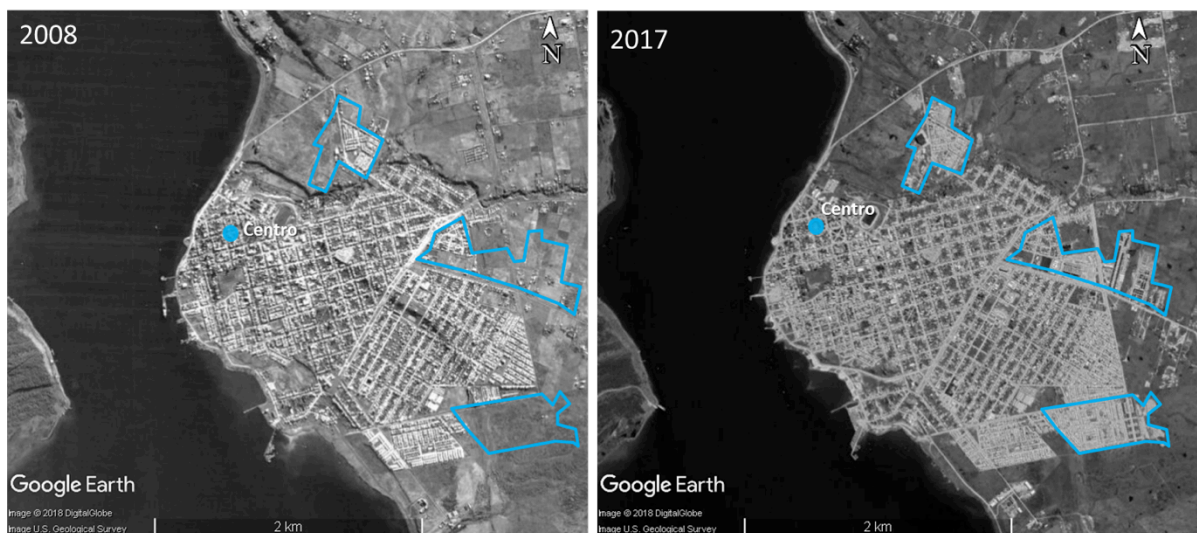 2008
N
Centro
Google Earth
Image © 2018 DigitalGlobe
Image U.S. Geological Survey
2 km
2017
N
Centro
Google Earth
Image © 2018 DigitalGlobe
Image U.S. Geological Survey
2 km